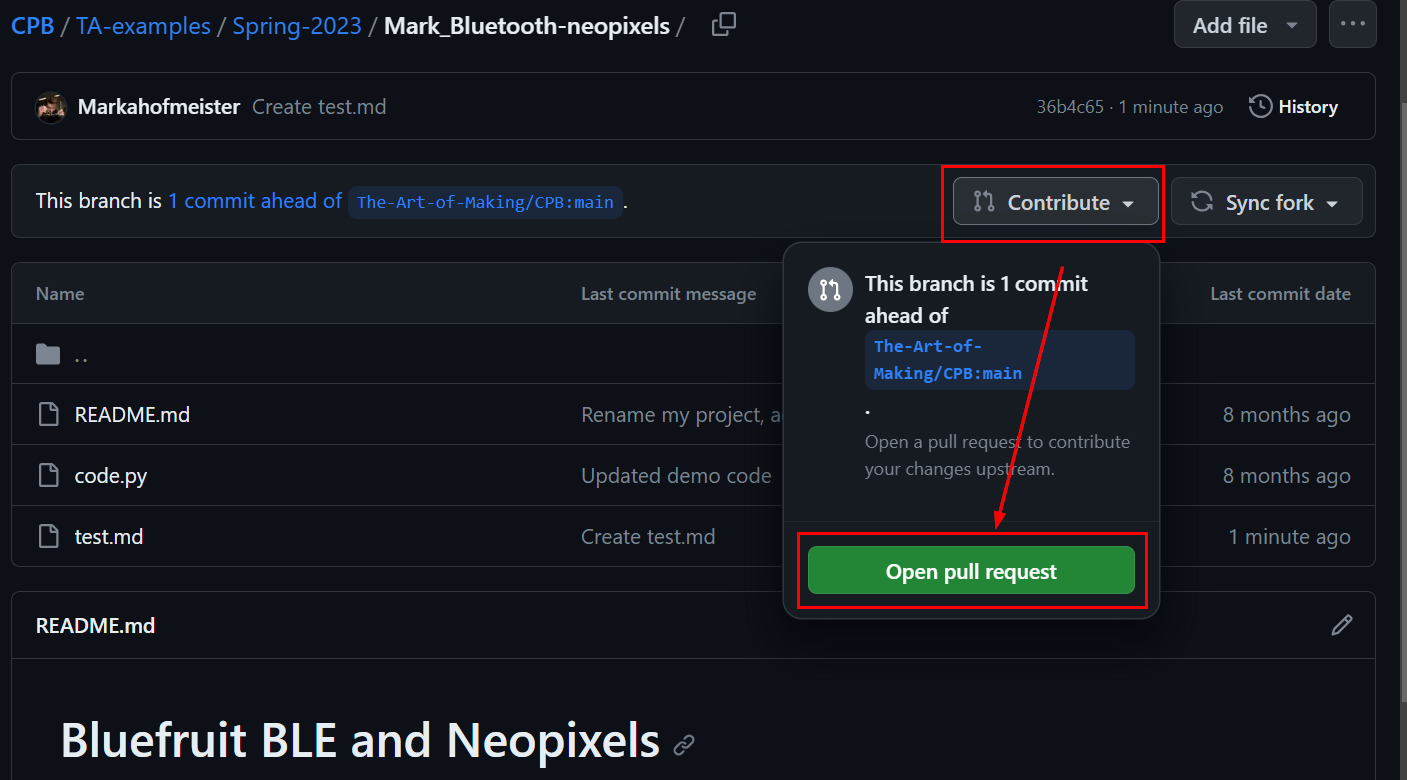 CPB / TA-examples / Spring-2023 / Mark_Bluetooth-neopixels /
Add file
Markahofmeister Create test.md
36b4c65 · 1 minute ago
History
This branch is 1 commit ahead of The-Art-of-Making/CPB:main .
Contribute
Sync fork
This branch is 1 commit
ahead of
The-Art-of-
Making/CPB:main
.
Open a pull request to contribute
your changes upstream.
Open pull request
Name
Last commit message
Last commit date
..
README.md
Rename my project, a
8 months ago
code.py
Updated demo code
8 months ago
test.md
Create test.md
1 minute ago
README.md
Bluefruit BLE and Neopixels